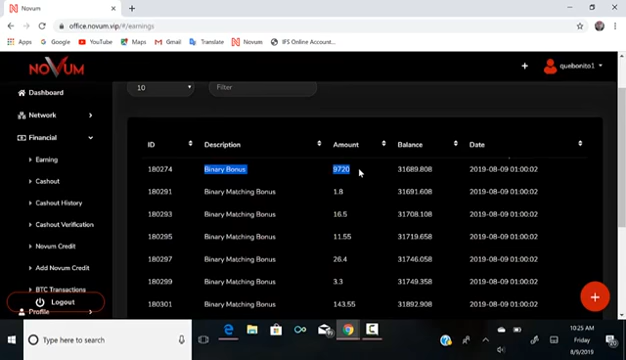 Novum
office.novum.vip/#/earnings
Apps G Google YouTube Maps Gmail Translate Novum IFS Online Account...
NOVUM
quebonito1
Dashboard
10 Filter
Network
Financial
ID Description Amount Balance Date
Earning
180274 Binary Bonus 9720 31689.808 2019-08-09 01:00:02
Cashout
180291 Binary Matching Bonus 1.8 31691.608 2019-08-09 01:00:02
Cashout History
180293 Binary Matching Bonus 16.5 31708.108 2019-08-09 01:00:02
Cashout Verification
180295 Binary Matching Bonus 11.55 31719.658 2019-08-09 01:00:02
Novum Credit
180297 Binary Matching Bonus 26.4 31746.058 2019-08-09 01:00:02
Add Novum Credit
180299 Binary Matching Bonus 3.3 31749.358 2019-08-09 01:00:02
BTC Transactions
Logout
180301 Binary Matching Bonus 143.55 31892.908 2019-08-09 01:00:02
Profile
Type here to search
10:25 AM
Friday
8/9/2019